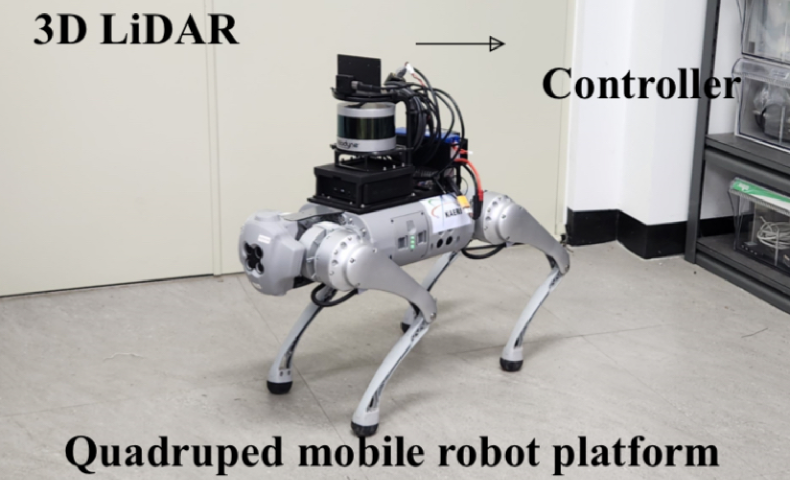 3D LiDAR
Controller
Quadruped mobile robot platform